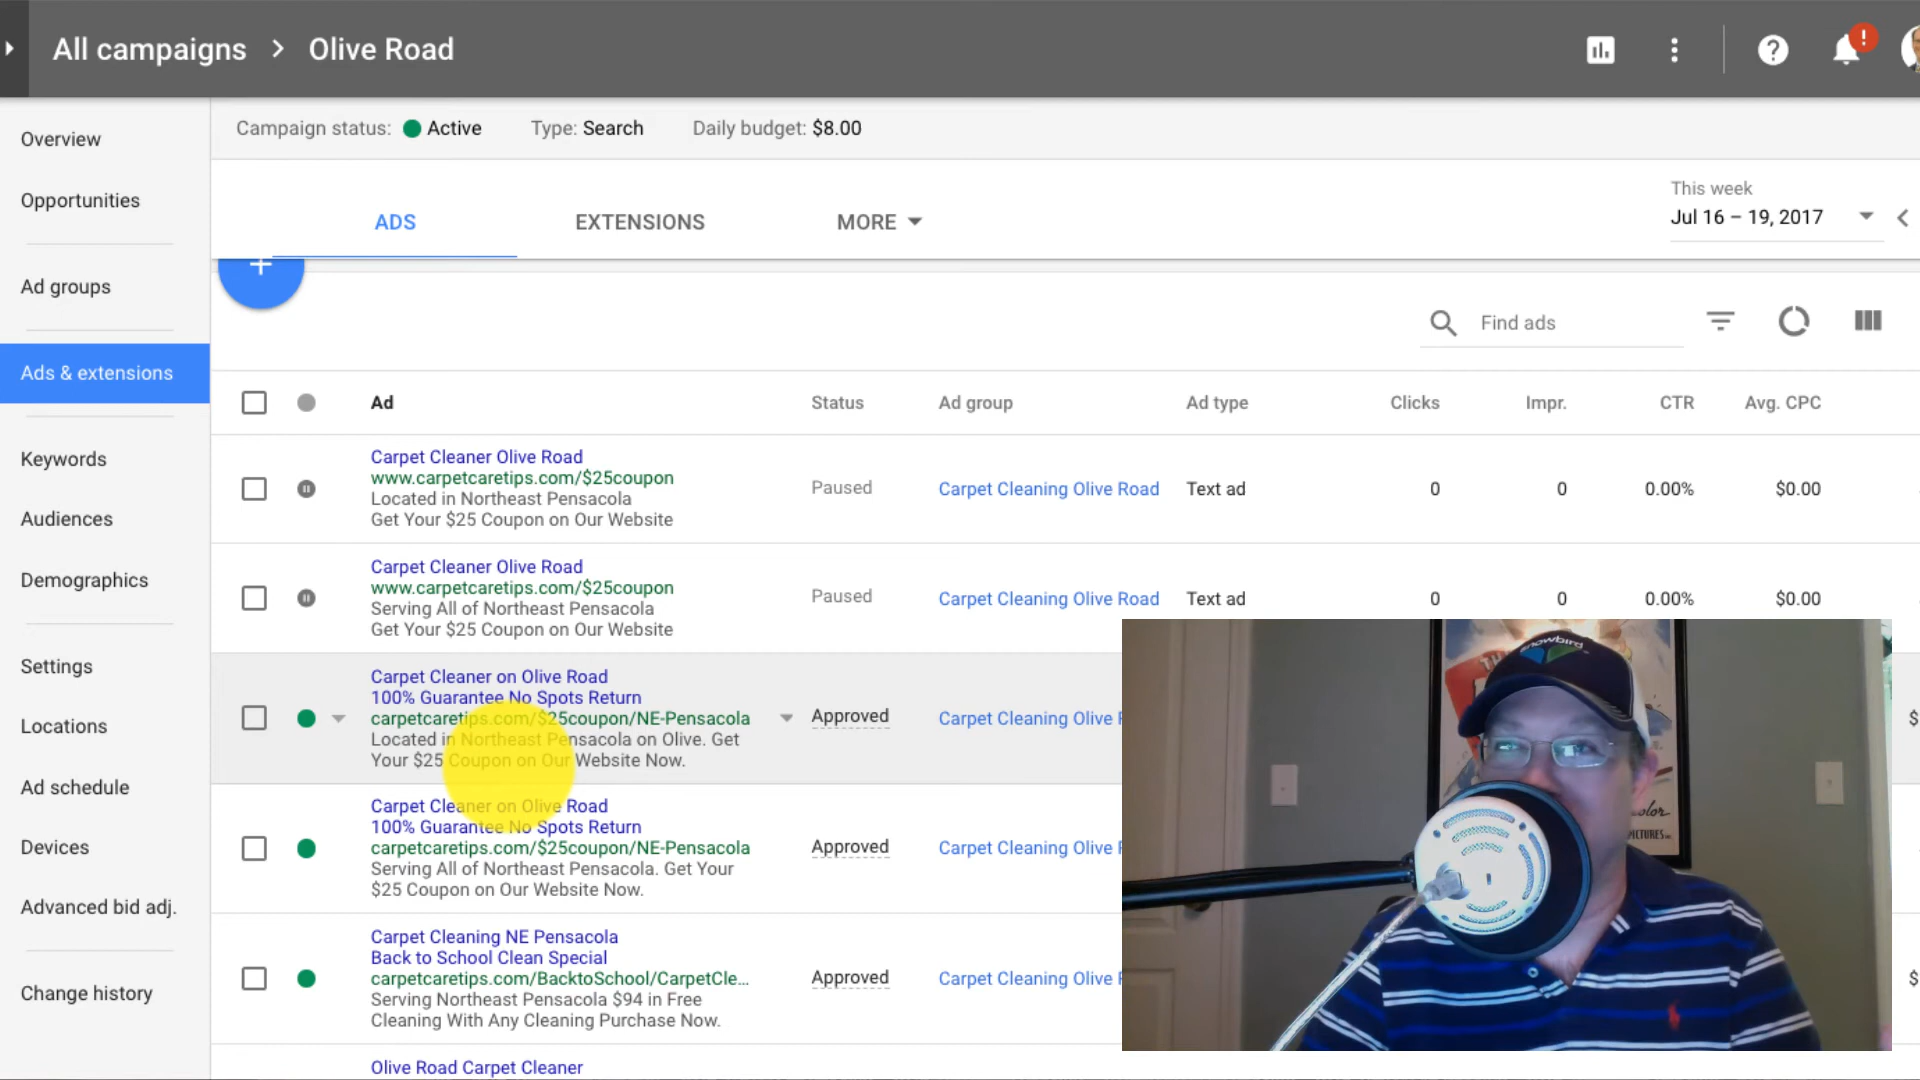 All campaigns > Olive Road
!
Campaign status: Active Type: Search Daily budget: $8.00
Overview
Opportunities
Ad groups
Ads & extensions
Keywords
Audiences
Demographics
Settings
Locations
Ad schedule
Devices
Advanced bid adj.
Change history
ADS EXTENSIONS MORE
This week
Jul 16 – 19, 2017
Find ads
Ad Status Ad group Ad type Clicks Impr. CTR Avg. CPC
Carpet Cleaner Olive Road
www.carpetcaretips.com/$25coupon
Located in Northeast Pensacola
Get Your $25 Coupon on Our Website
Paused Carpet Cleaning Olive Road Text ad 0 0 0.00% $0.00
Carpet Cleaner Olive Road
www.carpetcaretips.com/$25coupon
Serving All of Northeast Pensacola
Get Your $25 Coupon on Our Website
Paused Carpet Cleaning Olive Road Text ad 0 0 0.00% $0.00
Carpet Cleaner on Olive Road
100% Guarantee No Spots Return
carpetcaretips.com/$25coupon/NE-Pensacola
Located in Northeast Pensacola on Olive. Get
Your $25 Coupon on Our Website Now.
Approved Carpet Cleaning Olive
$
Carpet Cleaner on Olive Road
100% Guarantee No Spots Return
carpetcaretips.com/$25coupon/NE-Pensacola
Serving All of Northeast Pensacola. Get Your
$25 Coupon on Our Website Now.
Approved Carpet Cleaning Olive
Carpet Cleaning NE Pensacola
Back to School Clean Special
carpetcaretips.com/BacktoSchool/CarpetCle...
Serving Northeast Pensacola $94 in Free
Cleaning With Any Cleaning Purchase Now.
Approved Carpet Cleaning Olive
$
Olive Road Carpet Cleaner
snowbird
color
PICTURES